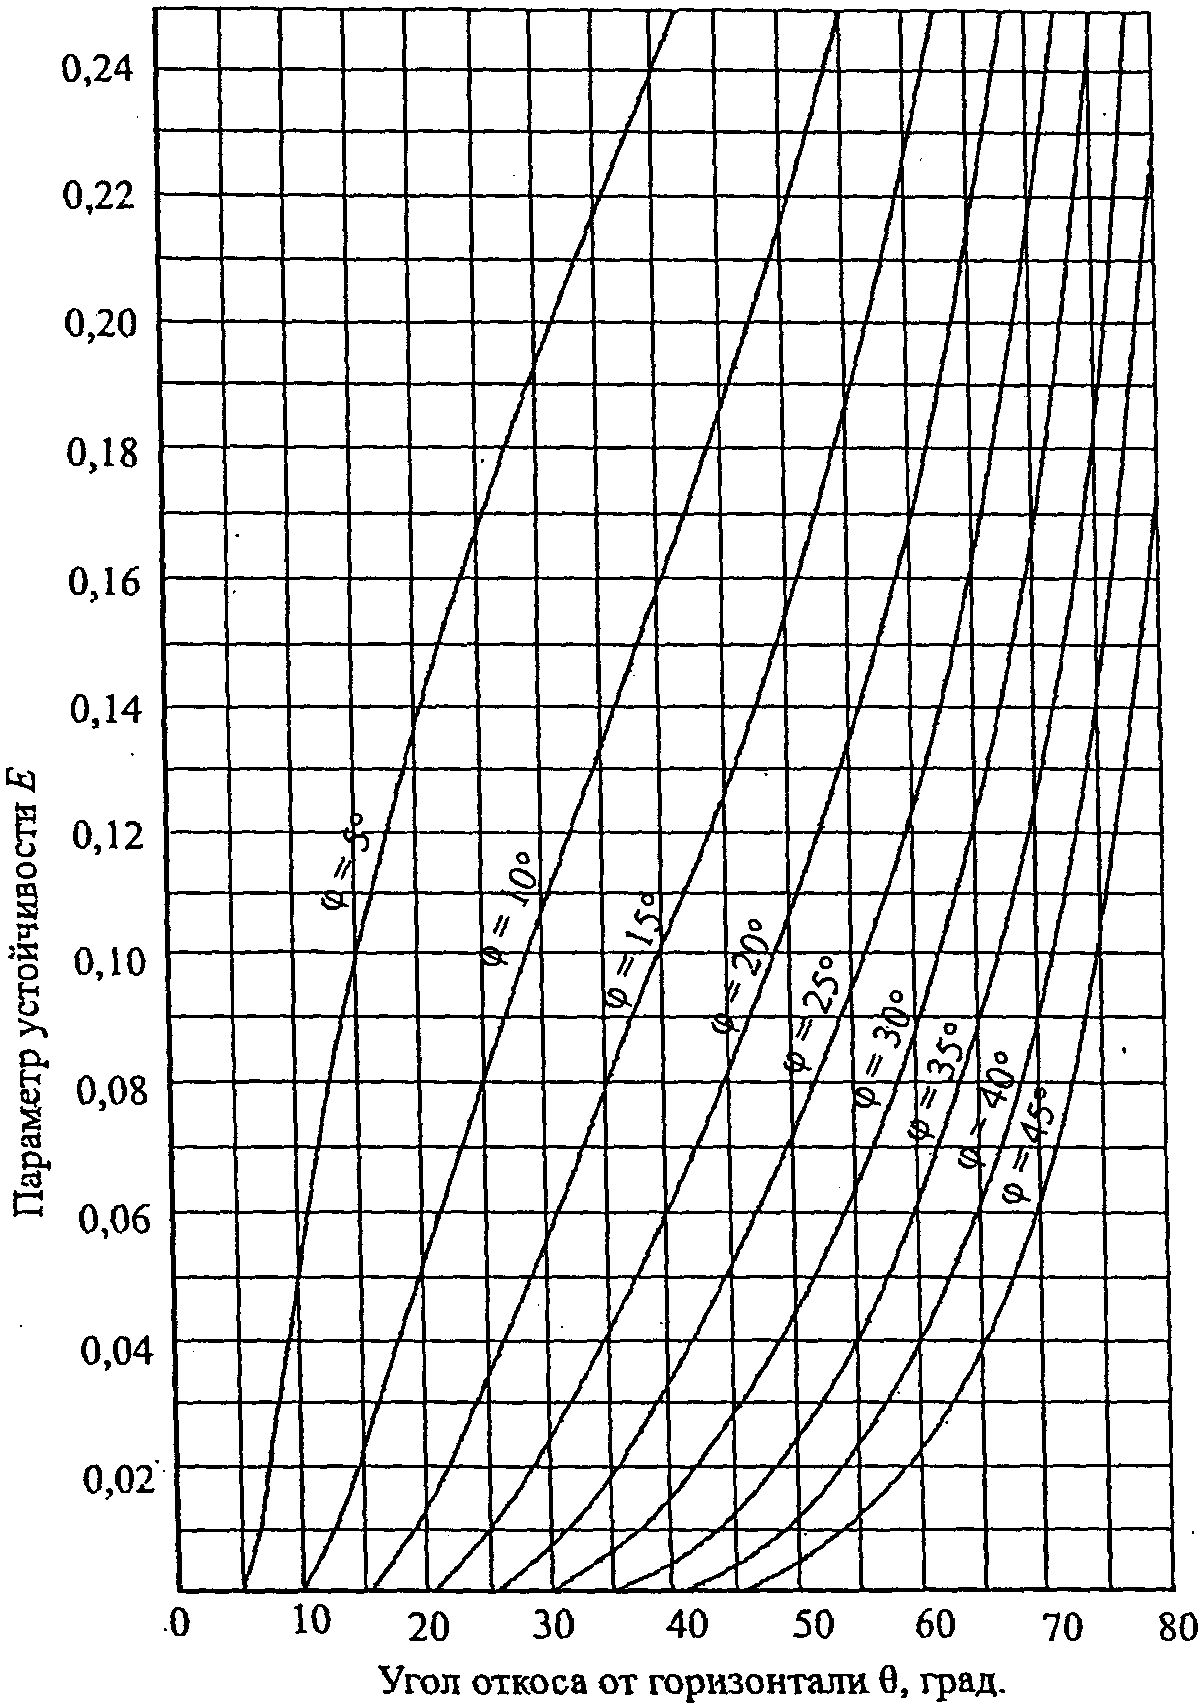 0,24
0,22
0,20
0,18
0,16
0,14
0,12
0,10
0,08
0,06
0,04
0,02
Параметр устойчивости E
φ = 5°
φ = 10°
φ = 15°
φ = 20°
φ = 25°
φ = 30°
φ = 35°
φ = 40°
φ = 45°
0 10 20 30 40 50 60 70 80
Угол откоса от горизонтали θ, град.